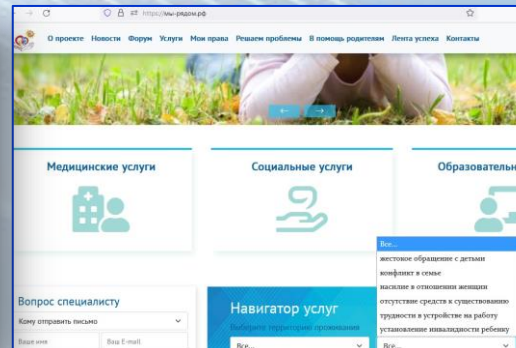 https://мы-рядом.рф
О проекте Новости Форум Услуги Мои права Решаем проблемы В помощь родителям Лента успеха Контакты
Медицинские услуги
Социальные услуги
Образовательн
Все...
жестокое обращение с детьми
конфликт в семье
насилие в отношении женщин
отсутствие средств к существованию
трудности в устройстве на работу
установление инвалидности ребенку
Вопрос специалисту
Кому отправить письмо
Ваше имя
Ваш E-mail
Навигатор услуг
Выберите территорию проживания
Все...
Все...